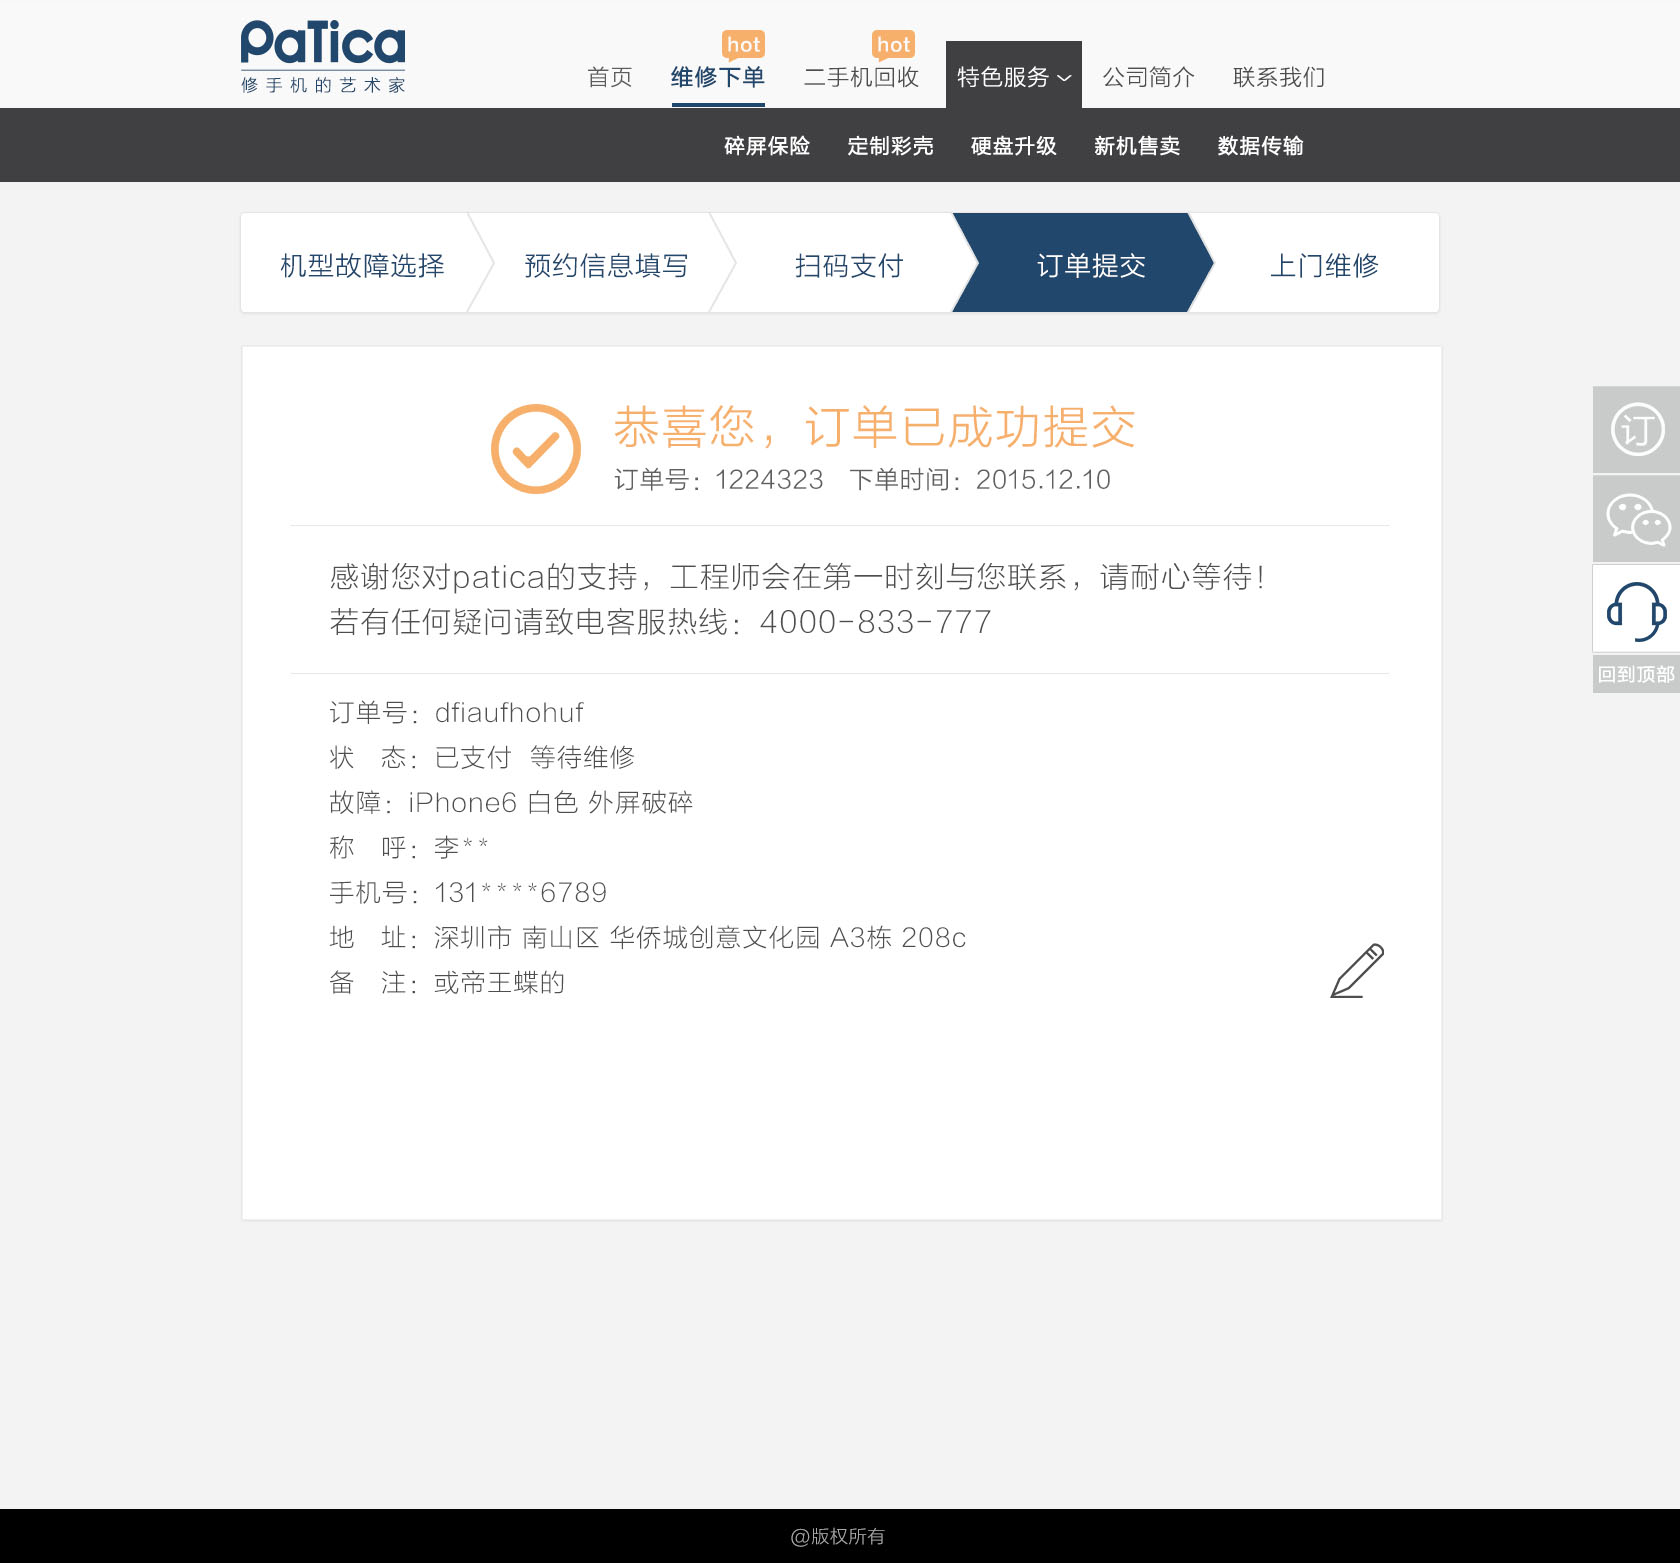 PaTica
修手机的艺术家
hot
hot
首页 维修下单 二手机回收 特色服务 公司简介 联系我们
碎屏保险 定制彩壳 硬盘升级 新机售卖 数据传输
机型故障选择 预约信息填写 扫码支付 订单提交 上门维修
恭喜您，订单已成功提交
订单号：1224323 下单时间：2015.12.10
订
感谢您对patica的支持，工程师会在第一时刻与您联系，请耐心等待！
若有任何疑问请致电客服热线：4000-833-777
回到顶部
订单号：dfiaufhohuf
状 态：已支付 等待维修
故障：iPhone6 白色 外屏破碎
称 呼：李**
手机号：131****6789
地 址：深圳市 南山区 华侨城创意文化园 A3栋 208c
备 注：或帝王蝶的
@版权所有